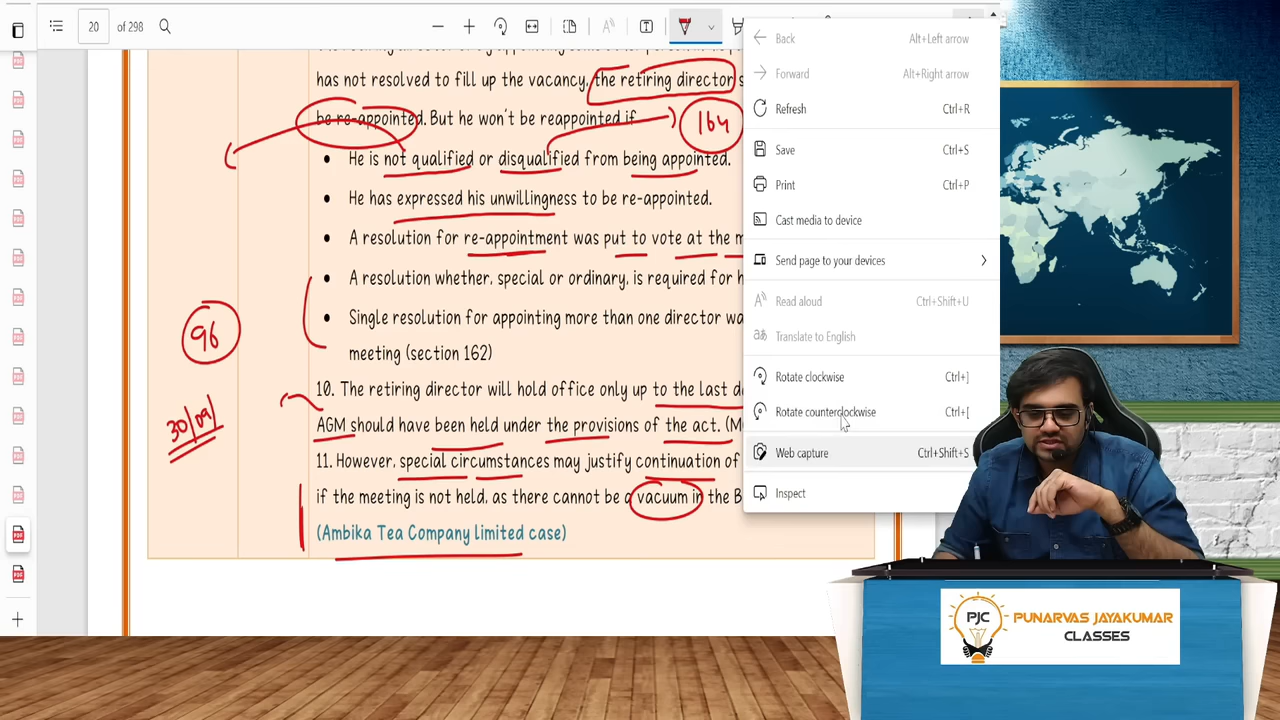 20 of 298
Back Alt+Left arrow
Forward Alt+Right arrow
Refresh Ctrl+R
Save Ctrl+S
Print Ctrl+P
Cast media to device
Send page to your devices
Read aloud Ctrl+Shift+U
Translate to English
Rotate clockwise Ctrl+]
Rotate counterclockwise Ctrl+[
Web capture Ctrl+Shift+S
Inspect
has not resolved to fill up the vacancy, the retiring director s
be re-appointed. But he won't be reappointed if
164
• He is not qualified or disqualified from being appointed.
• He has expressed his unwillingness to be re-appointed.
• A resolution for re-appointment was put to vote at the m
• A resolution whether, special or ordinary, is required for h
• Single resolution for appointing more than one director wa
meeting (section 162)
96
10. The retiring director will hold office only up to the last d
AGM should have been held under the provisions of the act. (M
30/09/
11. However, special circumstances may justify continuation of
if the meeting is not held, as there cannot be a vacuum in the B
(Ambika Tea Company limited case)
PJC
PUNARVAS JAYAKUMAR
CLASSES